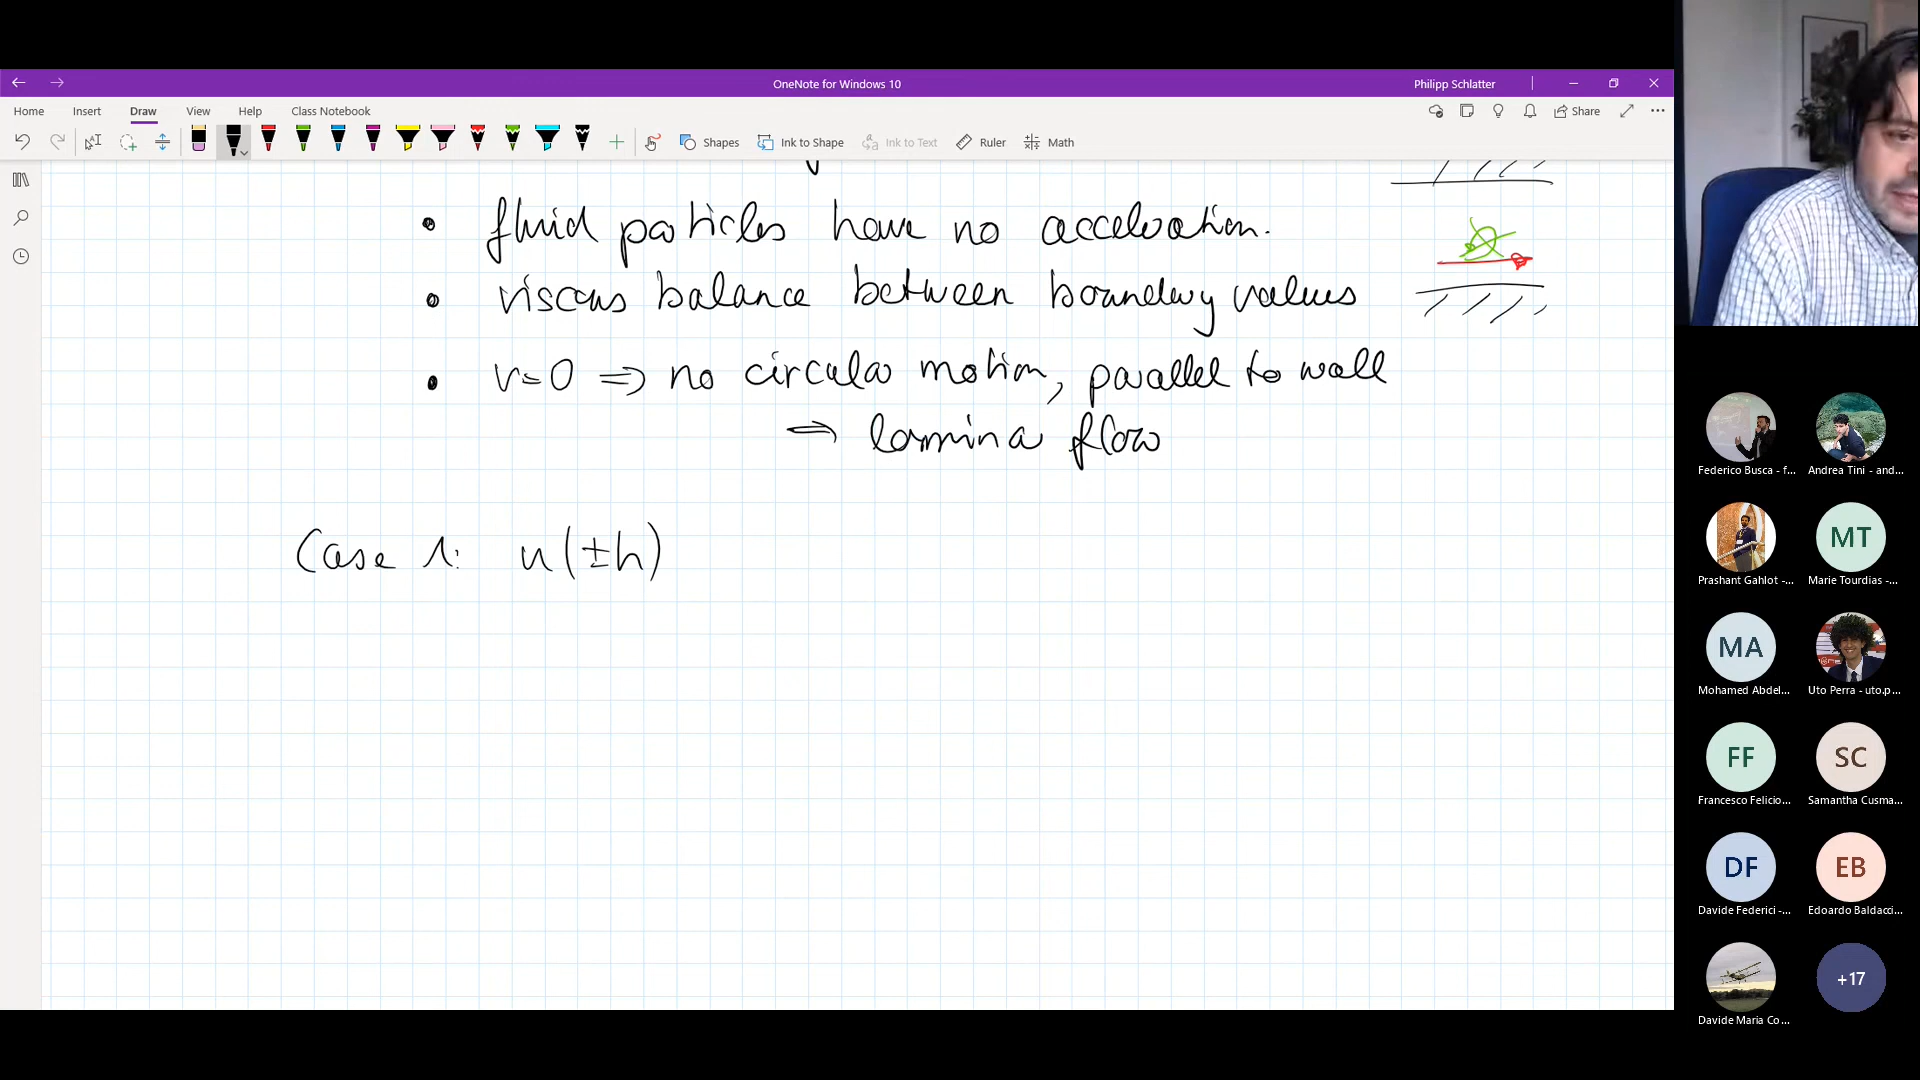 OneNote for Windows 10
Philipp Schlatter
Home Insert Draw View Help Class Notebook
Share
Shapes Ink to Shape Ink to Text Ruler Math
• fluid particles have no acceleration.
• viscous balance between boundary values
• v=0 ⇒ no circular motion, parallel to wall
⇒ laminar flow
Case 1: u(±h)
Federico Busca - f... Andrea Tini - and...
MT
Prashant Gahlot -... Marie Tourdias -...
MA
Mohamed Abdel... Uto Perra - uto.p...
FF SC
Francesco Felicio... Samantha Cusma...
DF EB
Davide Federici -... Edoardo Baldacci...
+17
Davide Maria Co...